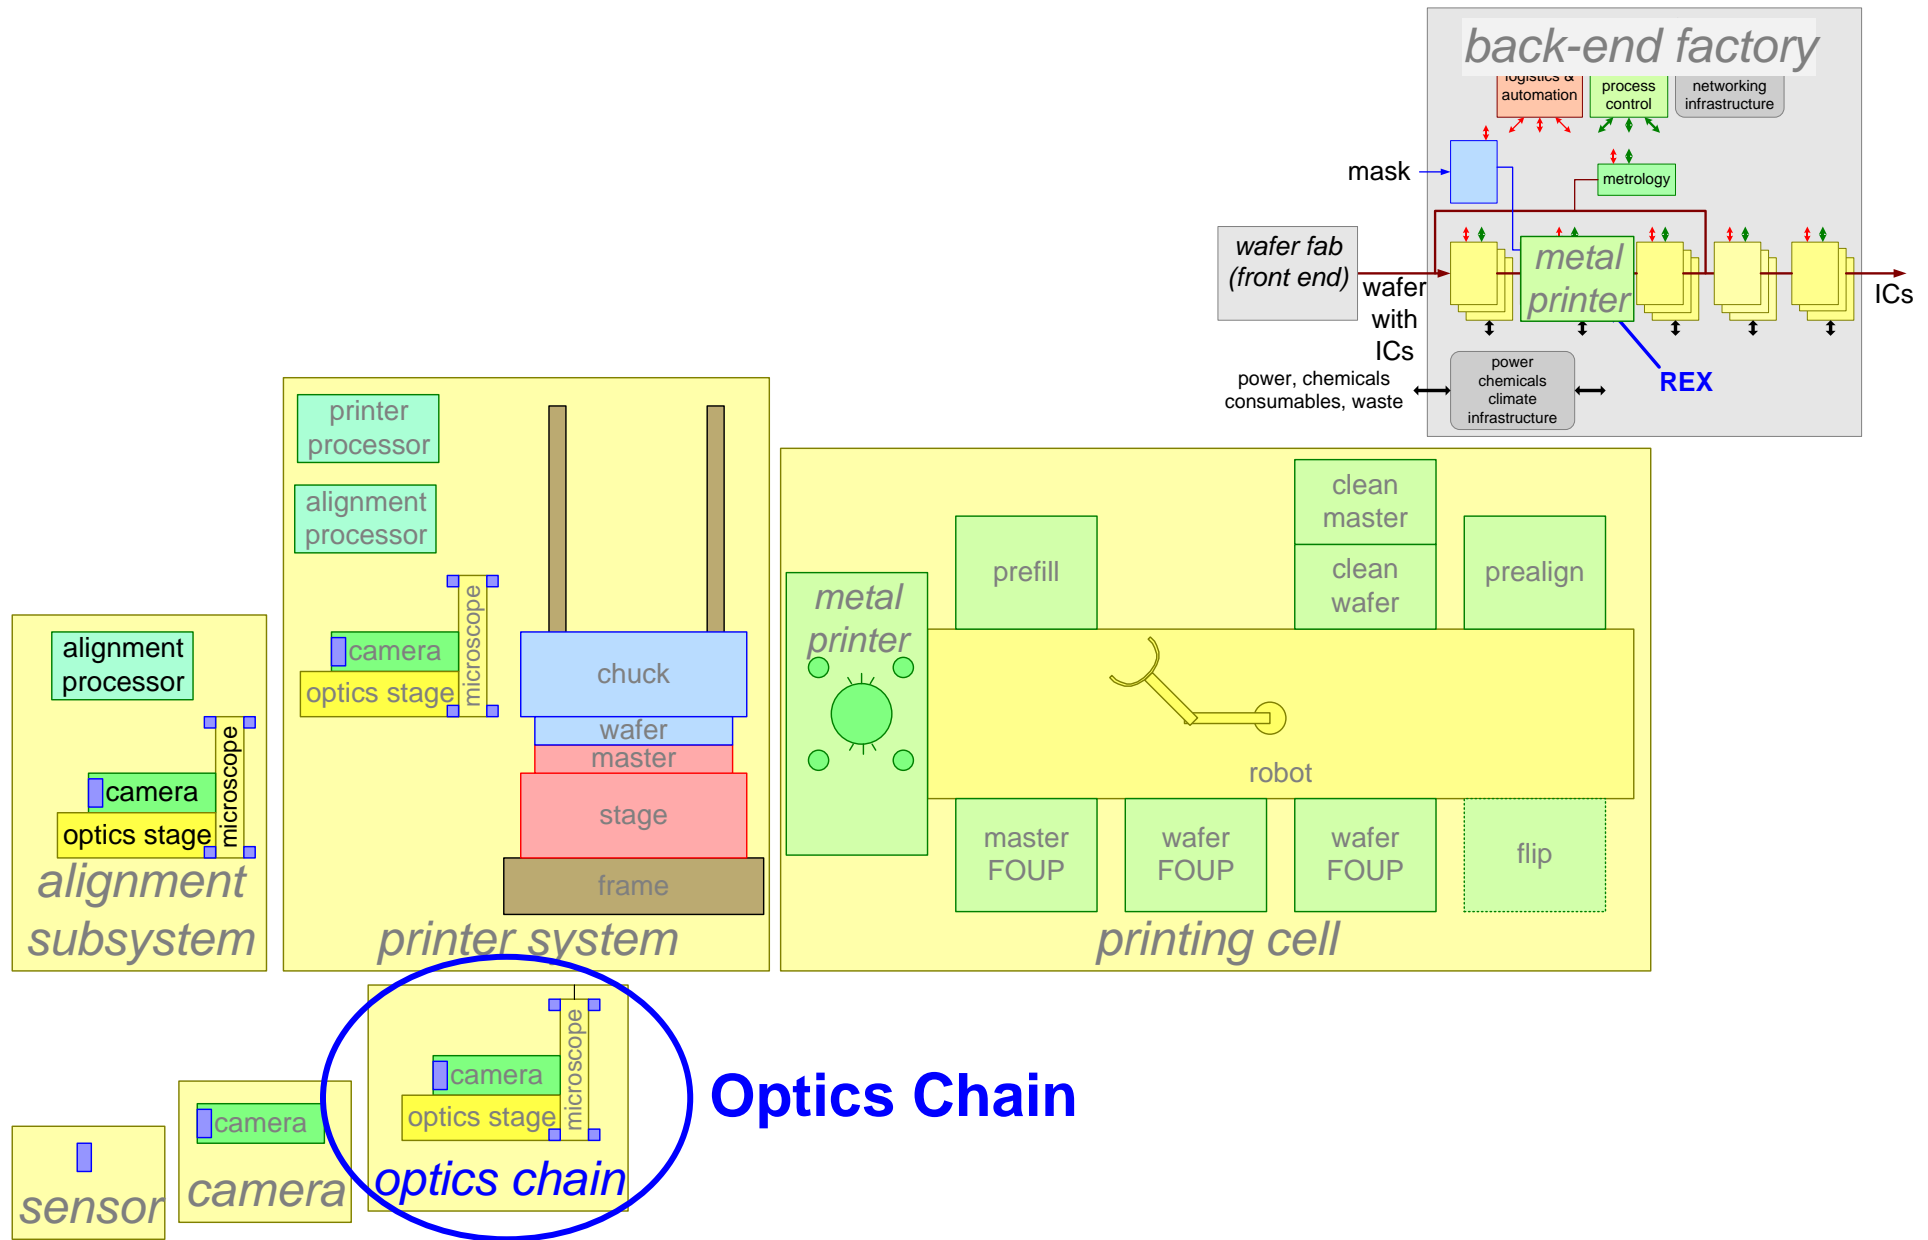 back-end factory
logistics &
automation
process
control
networking
infrastructure
mask
metrology
wafer fab
(front end)
metal
printer
wafer
with
ICs
ICs
REX
power
chemicals
climate
infrastructure
power, chemicals
consumables, waste
printer
processor
alignment
processor
camera
optics stage
microscope
chuck
wafer
master
stage
frame
printer system
clean
master
clean
wafer
prefill
prealign
metal
printer
robot
master
FOUP
wafer
FOUP
wafer
FOUP
flip
printing cell
alignment
processor
camera
optics stage
microscope
alignment
subsystem
camera
optics stage
microscope
optics chain
Optics Chain
camera
camera
sensor